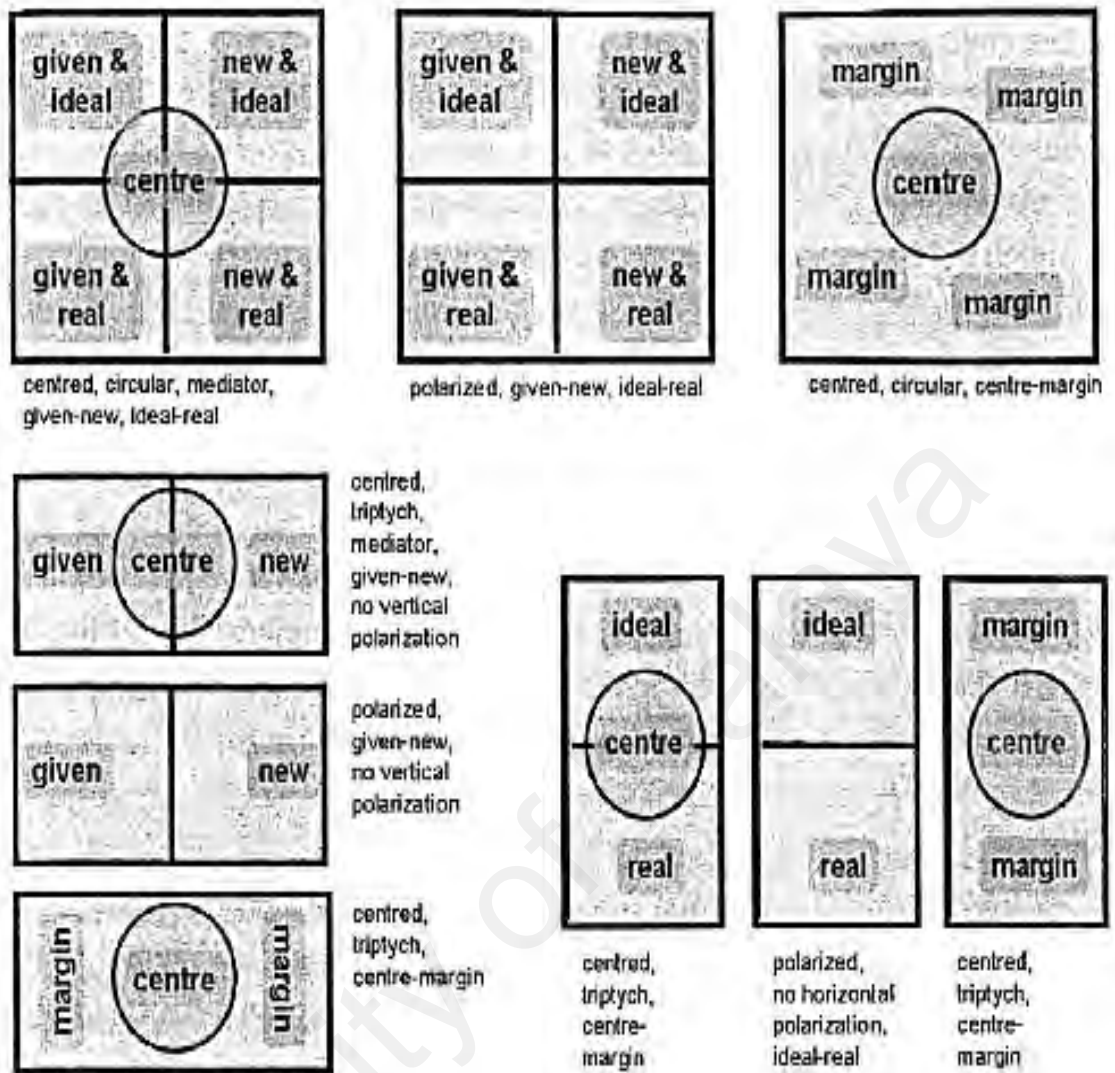 given &
ideal
new &
ideal
centre
given &
real
new &
real
centred, circular, mediator,
given-new, ideal-real
given &
ideal
new &
ideal
given &
real
new &
real
polarized, given-new, ideal-real
margin
margin
centre
margin
margin
centred, circular, centre-margin
given centre new
centred,
triptych,
mediator,
given-new,
no vertical
polarization
given new
polarized,
given-new,
no vertical
polarization
margin
centre
margin
centred,
triptych,
centre-margin
ideal
centre
real
centred,
triptych,
centre-
margin
ideal
real
polarized,
no horizontal
polarization,
ideal-real
margin
centre
margin
centred,
triptych,
centre-
margin